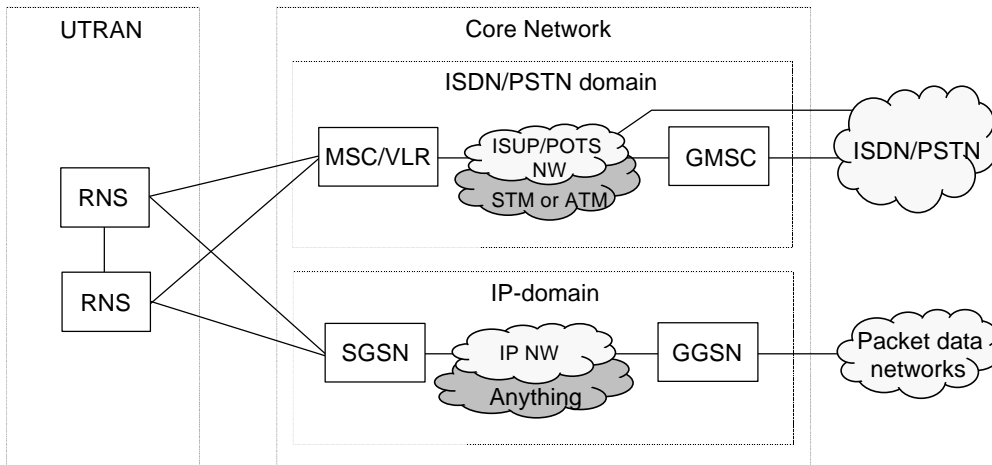 UTRAN
Core Network
ISDN/PSTN domain
MSC/VLR
ISUP/POTS
NW
STM or ATM
GMSC
ISDN/PSTN
RNS
RNS
IP-domain
SGSN
IP NW
Anything
GGSN
Packet data
networks